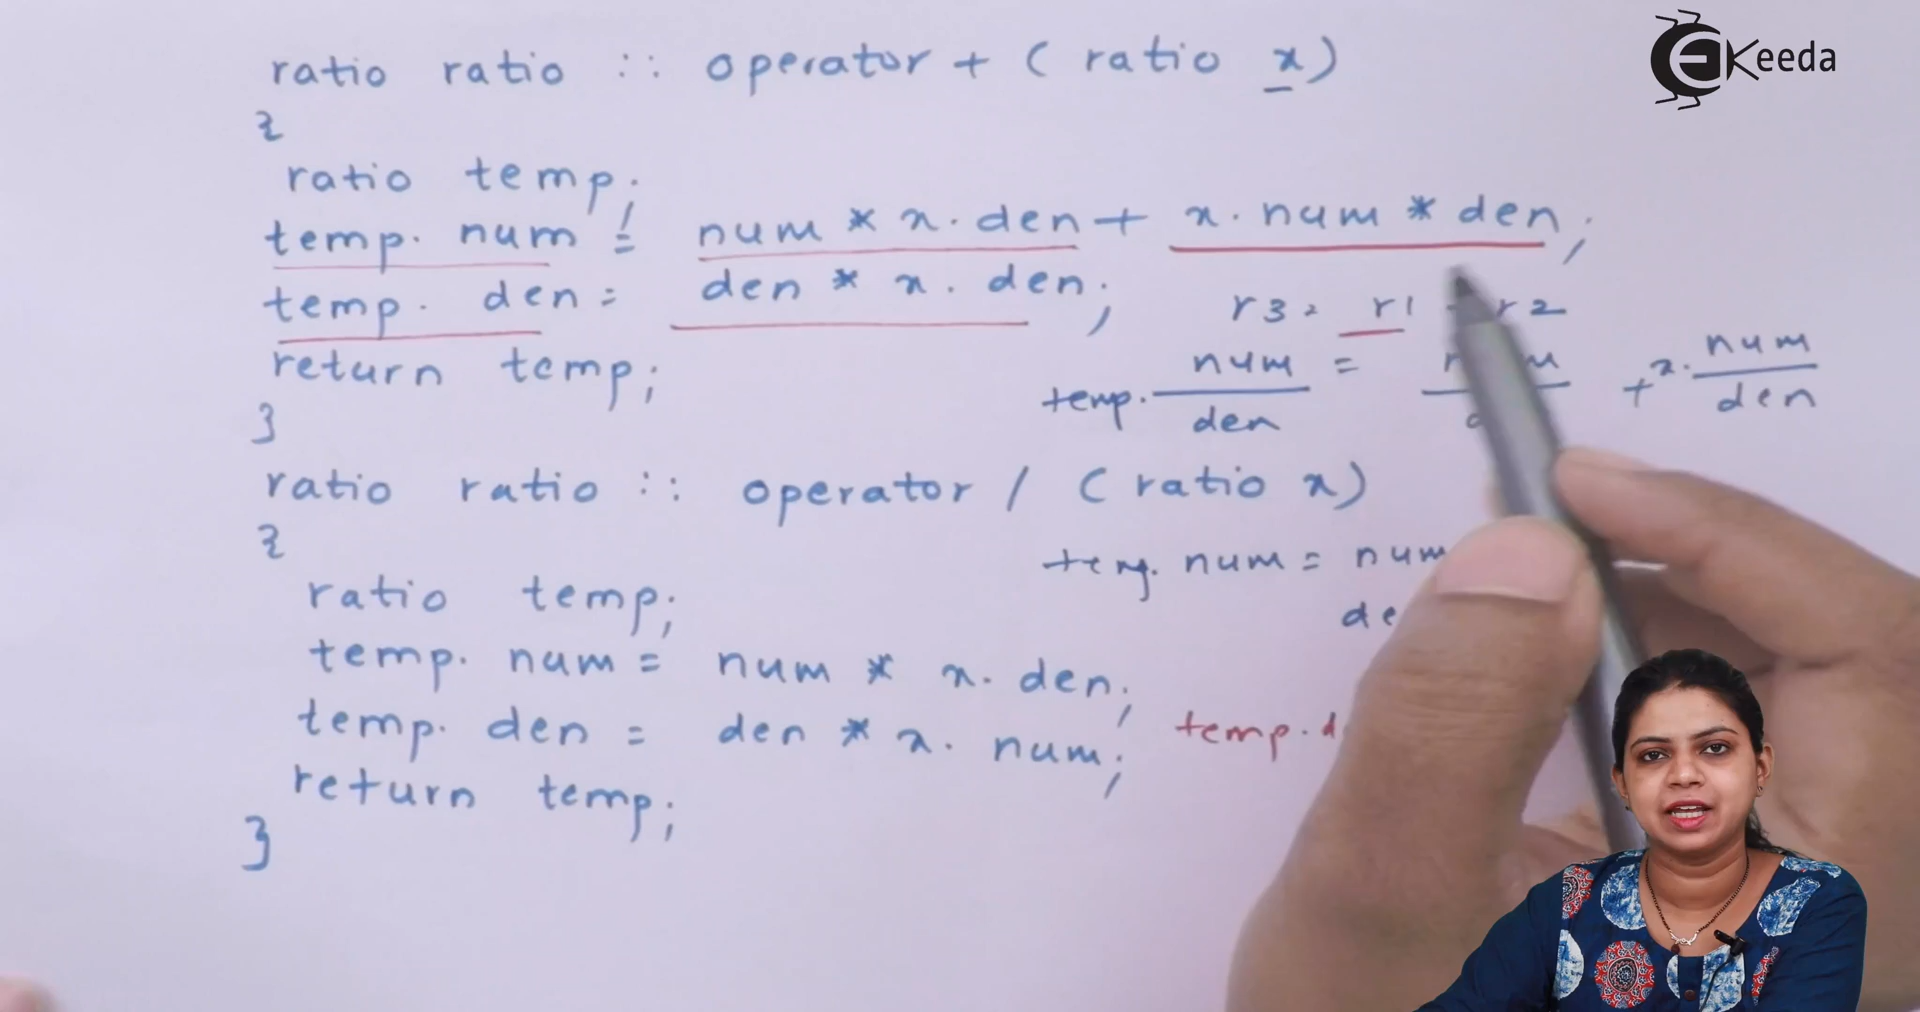 Keeda
ratio ratio :: operator + ( ratio x)
{
ratio temp;
temp. num = num * x. den + x. num * den ;
temp. den = den * x. den ;
r3 = r1 r2
return temp;
temp. num = + x. num
den den
}
ratio ratio :: operator / ( ratio x)
{
temp. num = num
ratio temp;
temp. num = num * x. den;
temp. den = den * x. num; temp.
return temp;
}